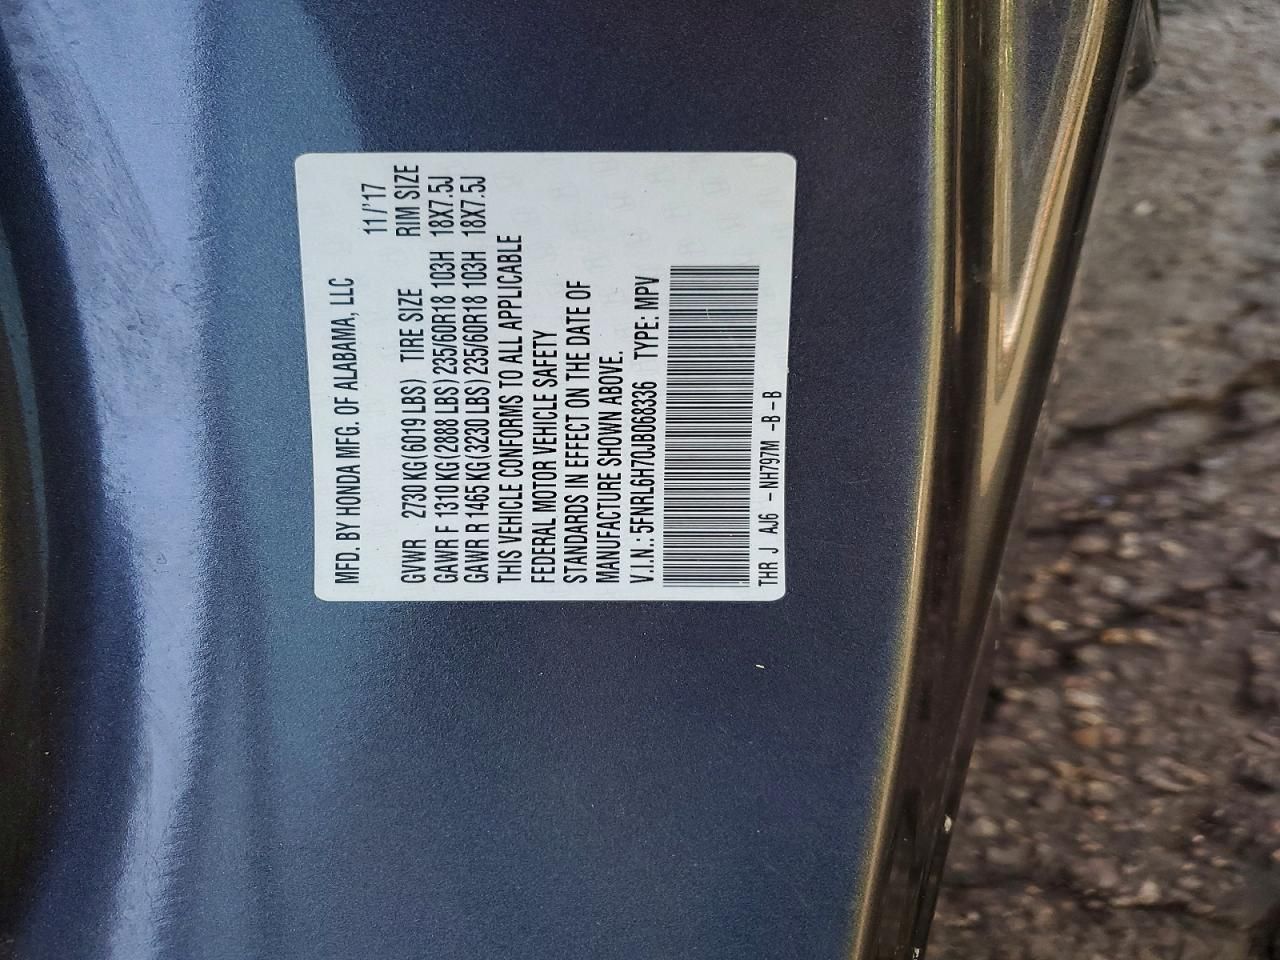 MFD. BY HONDA MFG. OF ALABAMA, LLC
11/'17
GVWR 2730 KG (6019 LBS) TIRE SIZE RIM SIZE
GAWR F 1310 KG (2888 LBS) 235/60R18 103H 18X7.5J
GAWR R 1465 KG (3230 LBS) 235/60R18 103H 18X7.5J
THIS VEHICLE CONFORMS TO ALL APPLICABLE
FEDERAL MOTOR VEHICLE SAFETY
STANDARDS IN EFFECT ON THE DATE OF
MANUFACTURE SHOWN ABOVE.
V.I.N.: 5FNRL6H70JB068336 TYPE: MPV
THR J AJ6 -NH797M -B-B